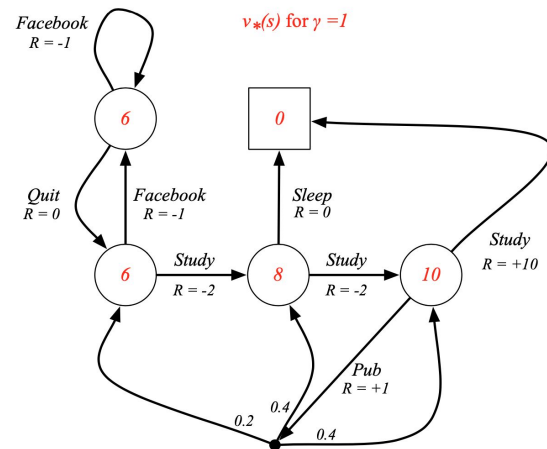 Facebook
R = -1
v*(s) for γ =1
6
0
Quit
R = 0
Facebook
R = -1
Sleep
R = 0
Study
R = +10
6
Study
R = -2
8
Study
R = -2
10
Pub
R = +1
0.2
0.4
0.4